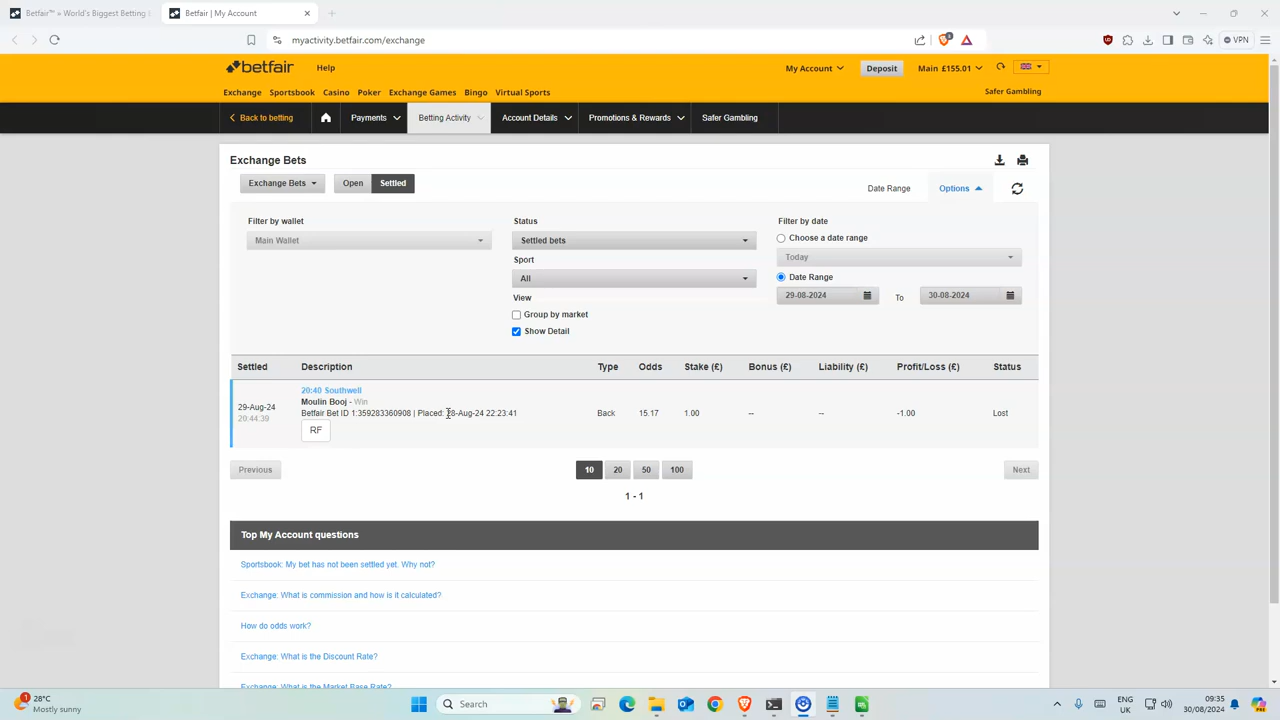 Betfair™ » World's Biggest Betting
Betfair | My Account
myactivity.betfair.com/exchange
VPN
betfair
Help
My Account
Deposit
Main £155.01
Exchange
Sportsbook
Casino
Poker
Exchange Games
Bingo
Virtual Sports
Safer Gambling
Back to betting
Payments
Betting Activity
Account Details
Promotions & Rewards
Safer Gambling
Exchange Bets
Exchange Bets
Open
Settled
Date Range
Options
Filter by wallet
Main Wallet
Status
Settled bets
Sport
All
View
Group by market
Show Detail
Filter by date
Choose a date range
Today
Date Range
29-08-2024
To
30-08-2024
Settled Description Type Odds Stake (£) Bonus (£) Liability (£) Profit/Loss (£) Status
29-Aug-24
20:44:39
20:40 Southwell
Moulin Booj - Win
Betfair Bet ID 1:359283360908 | Placed: 28-Aug-24 22:23:41
RF
Back 15.17 1.00 -- -- -1.00 Lost
Previous
10 20 50 100
Next
1 - 1
Top My Account questions
Sportsbook: My bet has not been settled yet. Why not?
Exchange: What is commission and how is it calculated?
How do odds work?
Exchange: What is the Discount Rate?
Exchange: What is the Market Base Rate?
1
28°C
Mostly sunny
Search
ENG
UK
09:35
30/08/2024